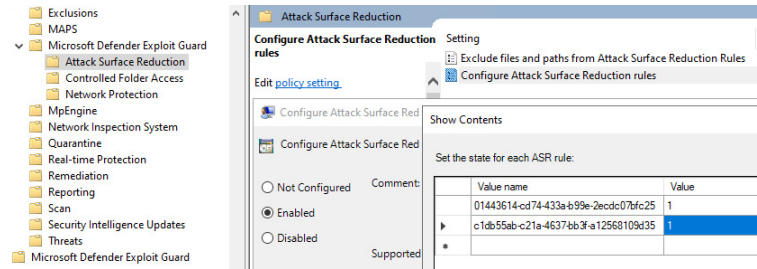 Exclusions
MAPS
Microsoft Defender Exploit Guard
Attack Surface Reduction
Controlled Folder Access
Network Protection
MpEngine
Network Inspection System
Quarantine
Real-time Protection
Remediation
Reporting
Scan
Security Intelligence Updates
Threats
Microsoft Defender Exploit Guard
Attack Surface Reduction
Configure Attack Surface Reduction rules
Edit policy setting
Setting
Exclude files and paths from Attack Surface Reduction Rules
Configure Attack Surface Reduction rules
Configure Attack Surface Red
Configure Attack Surface Red
Not Configured
Enabled
Disabled
Comment:
Supported
Show Contents
Set the state for each ASR rule:
Value name Value
01443614-cd74-433a-b99e-2ecdc07bfc25 1
c1db55ab-c21a-4637-bb3f-a12568109d35 1